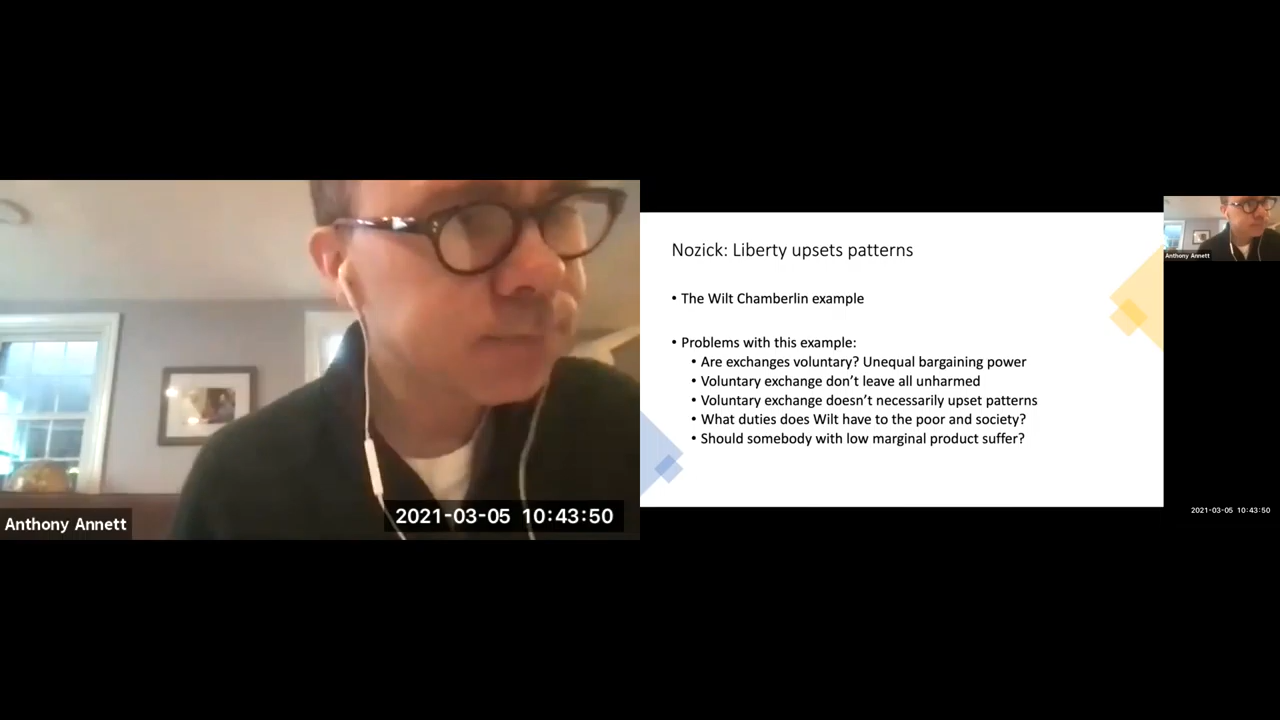 Anthony Annett
2021-03-05 10:43:50
Nozick: Liberty upsets patterns
• The Wilt Chamberlin example
• Problems with this example:
• Are exchanges voluntary? Unequal bargaining power
• Voluntary exchange don’t leave all unharmed
• Voluntary exchange doesn’t necessarily upset patterns
• What duties does Wilt have to the poor and society?
• Should somebody with low marginal product suffer?
Anthony Annett
2021-03-05 10:43:50